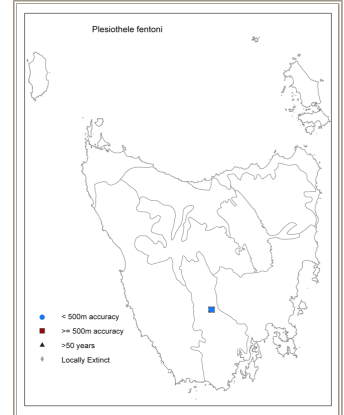 Plesiothele fentoni
< 500m accuracy
>= 500m accuracy
>50 years
Locally Extinct